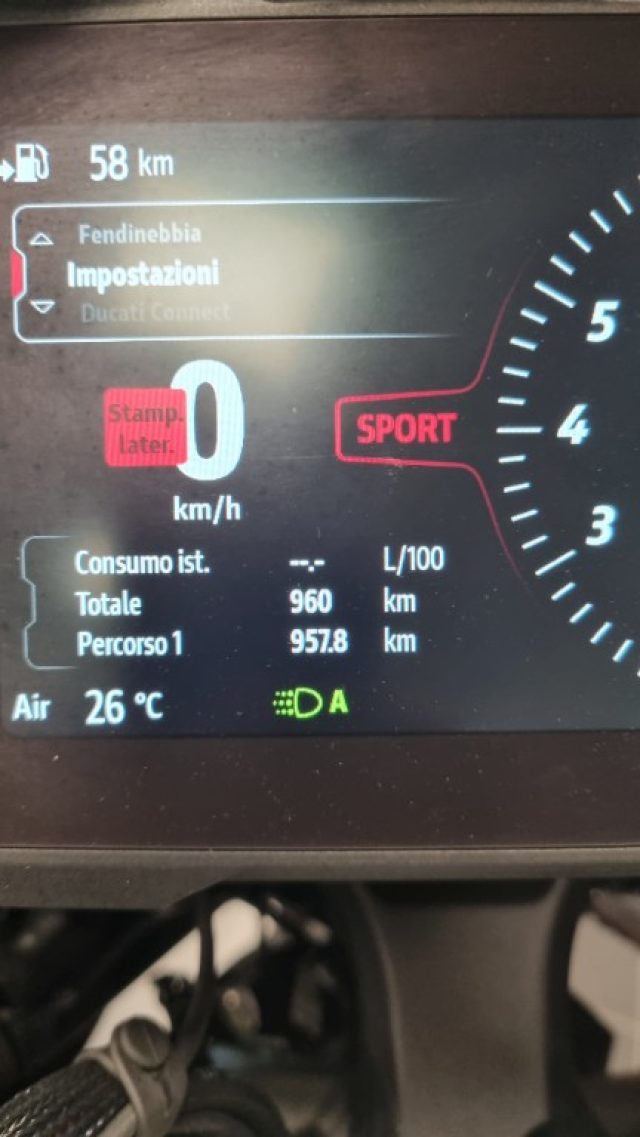 58 km
Fendinebbia
Impostazioni
Ducati Connect
5
Stamp.
later.
0
km/h
SPORT
4
3
Consumo ist. --.- L/100
Totale 960 km
Percorso 1 957.8 km
Air 26 °C
A